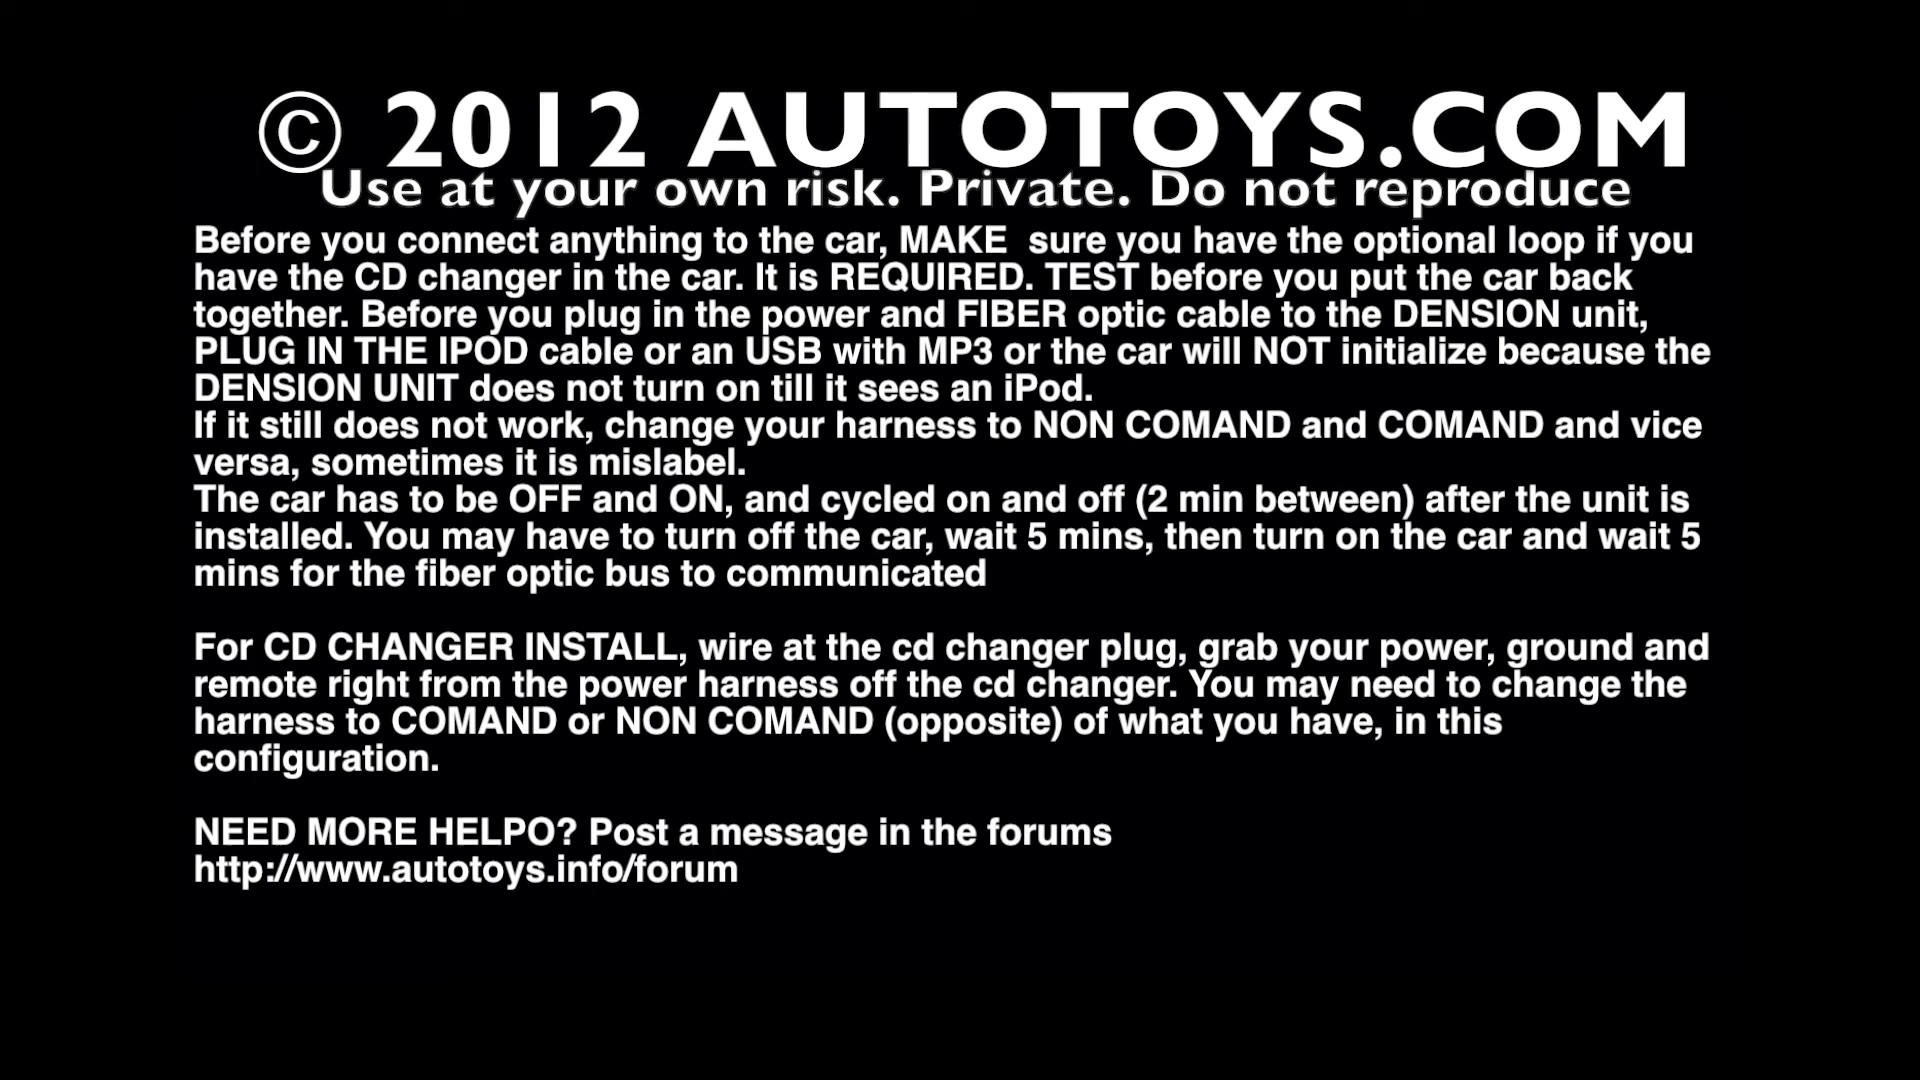 © 2012 AUTOTOYS.COM
Use at your own risk. Private. Do not reproduce
Before you connect anything to the car, MAKE  sure you have the optional loop if you
have the CD changer in the car. It is REQUIRED. TEST before you put the car back
together. Before you plug in the power and FIBER optic cable to the DENSION unit,
PLUG IN THE IPOD cable or an USB with MP3 or the car will NOT initialize because the
DENSION UNIT does not turn on till it sees an iPod.
If it still does not work, change your harness to NON COMAND and COMAND and vice
versa, sometimes it is mislabel.
The car has to be OFF and ON, and cycled on and off (2 min between) after the unit is
installed. You may have to turn off the car, wait 5 mins, then turn on the car and wait 5
mins for the fiber optic bus to communicated
For CD CHANGER INSTALL, wire at the cd changer plug, grab your power, ground and
remote right from the power harness off the cd changer. You may need to change the
harness to COMAND or NON COMAND (opposite) of what you have, in this
configuration.
NEED MORE HELPO? Post a message in the forums
http://www.autotoys.info/forum